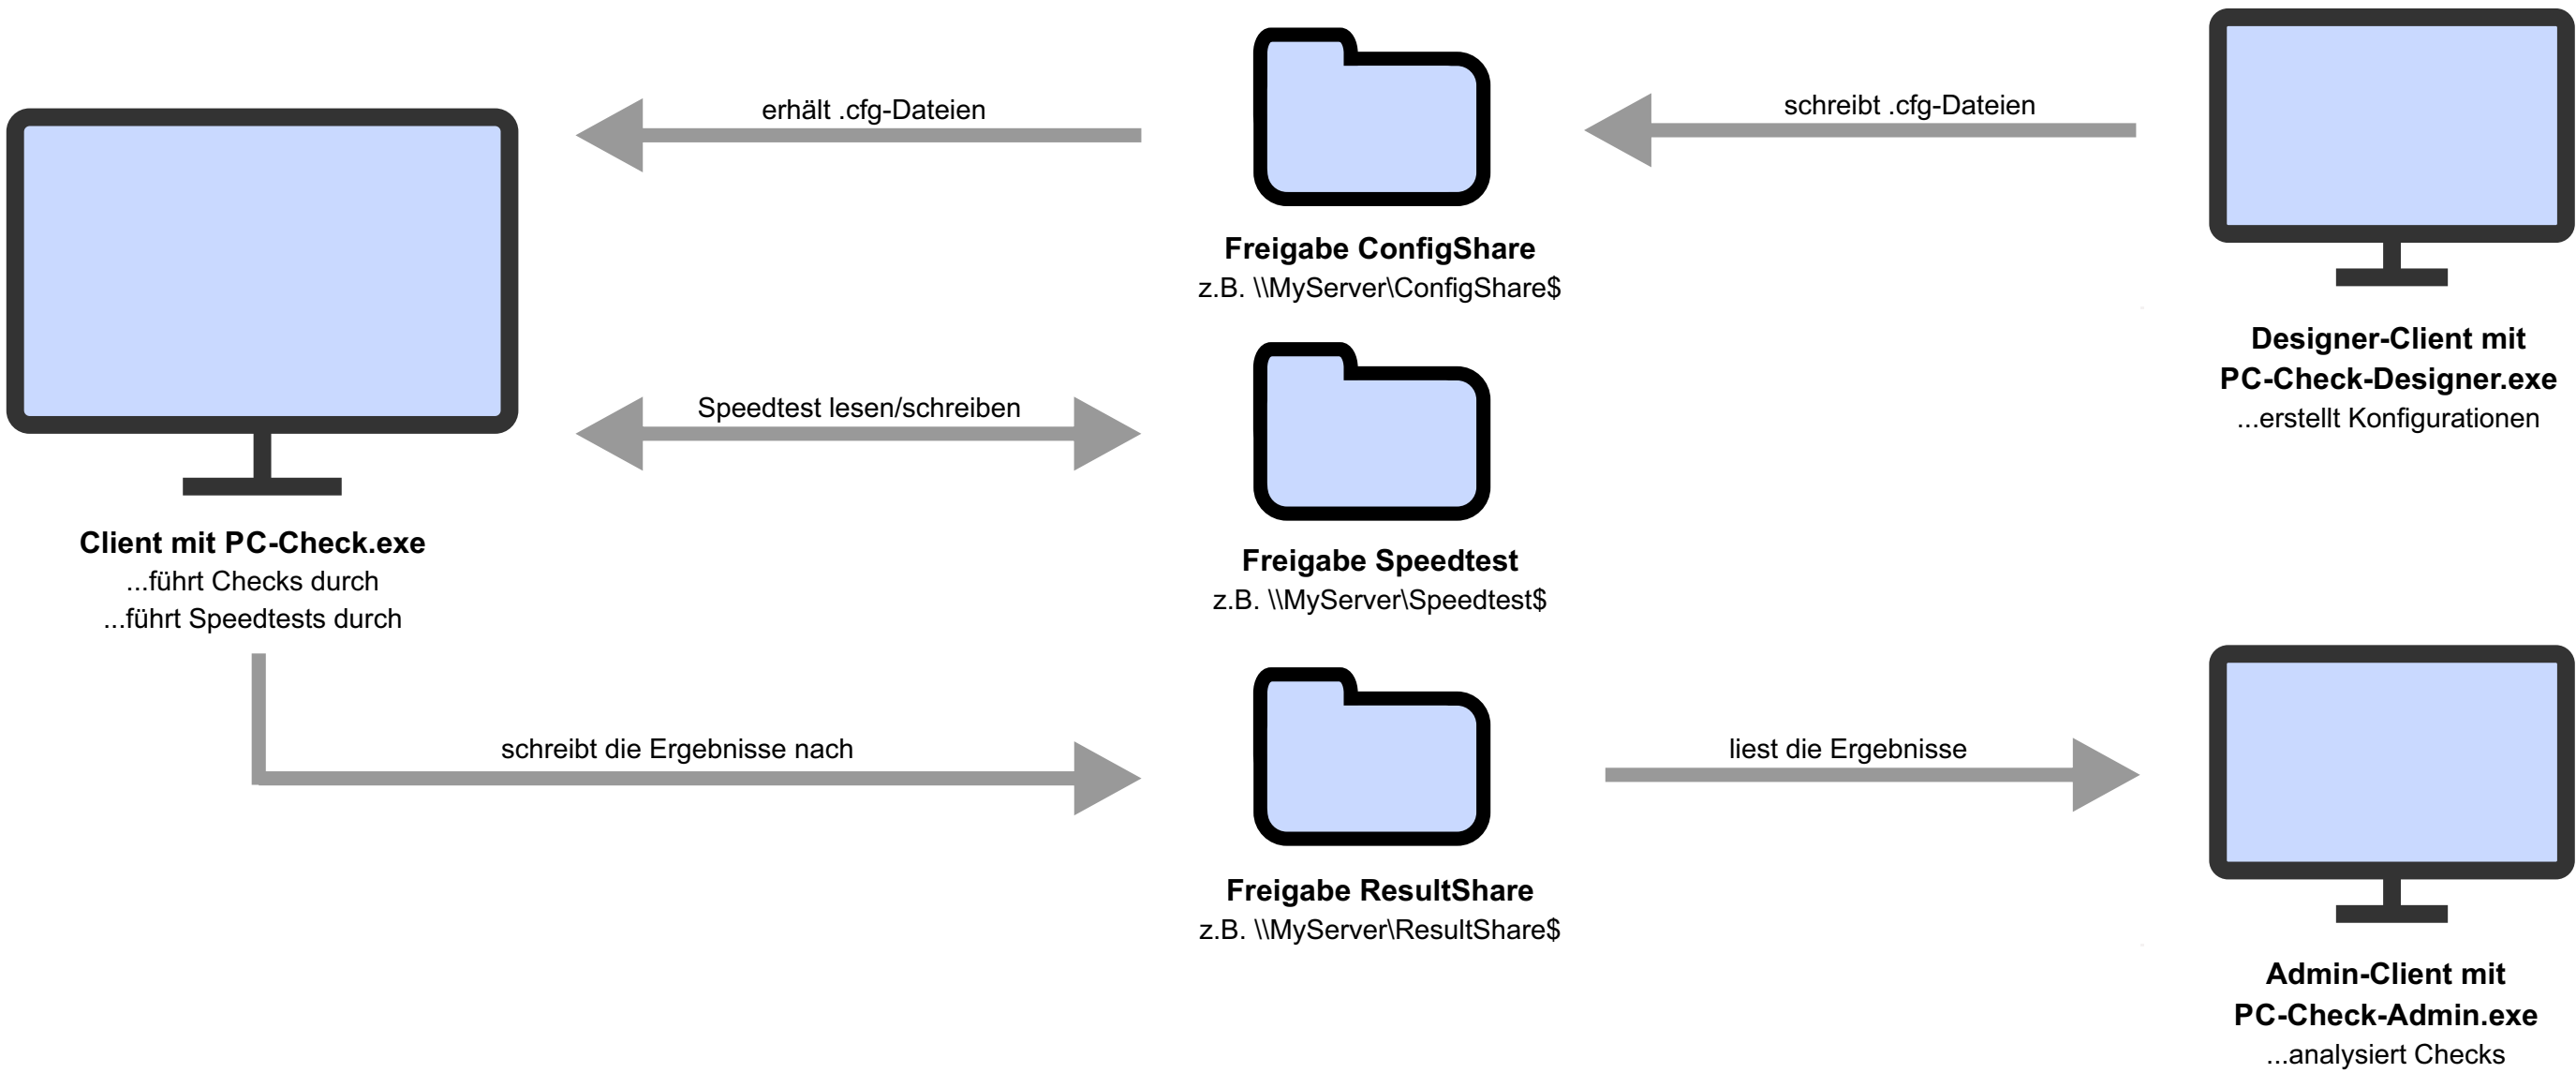 erhält .cfg-Dateien
schreibt .cfg-Dateien
Freigabe ConfigShare
z.B. \\MyServer\ConfigShare$
Designer-Client mit
PC-Check-Designer.exe
...erstellt Konfigurationen
Speedtest lesen/schreiben
Client mit PC-Check.exe
...führt Checks durch
...führt Speedtests durch
Freigabe Speedtest
z.B. \\MyServer\Speedtest$
schreibt die Ergebnisse nach
liest die Ergebnisse
Freigabe ResultShare
z.B. \\MyServer\ResultShare$
Admin-Client mit
PC-Check-Admin.exe
...analysiert Checks